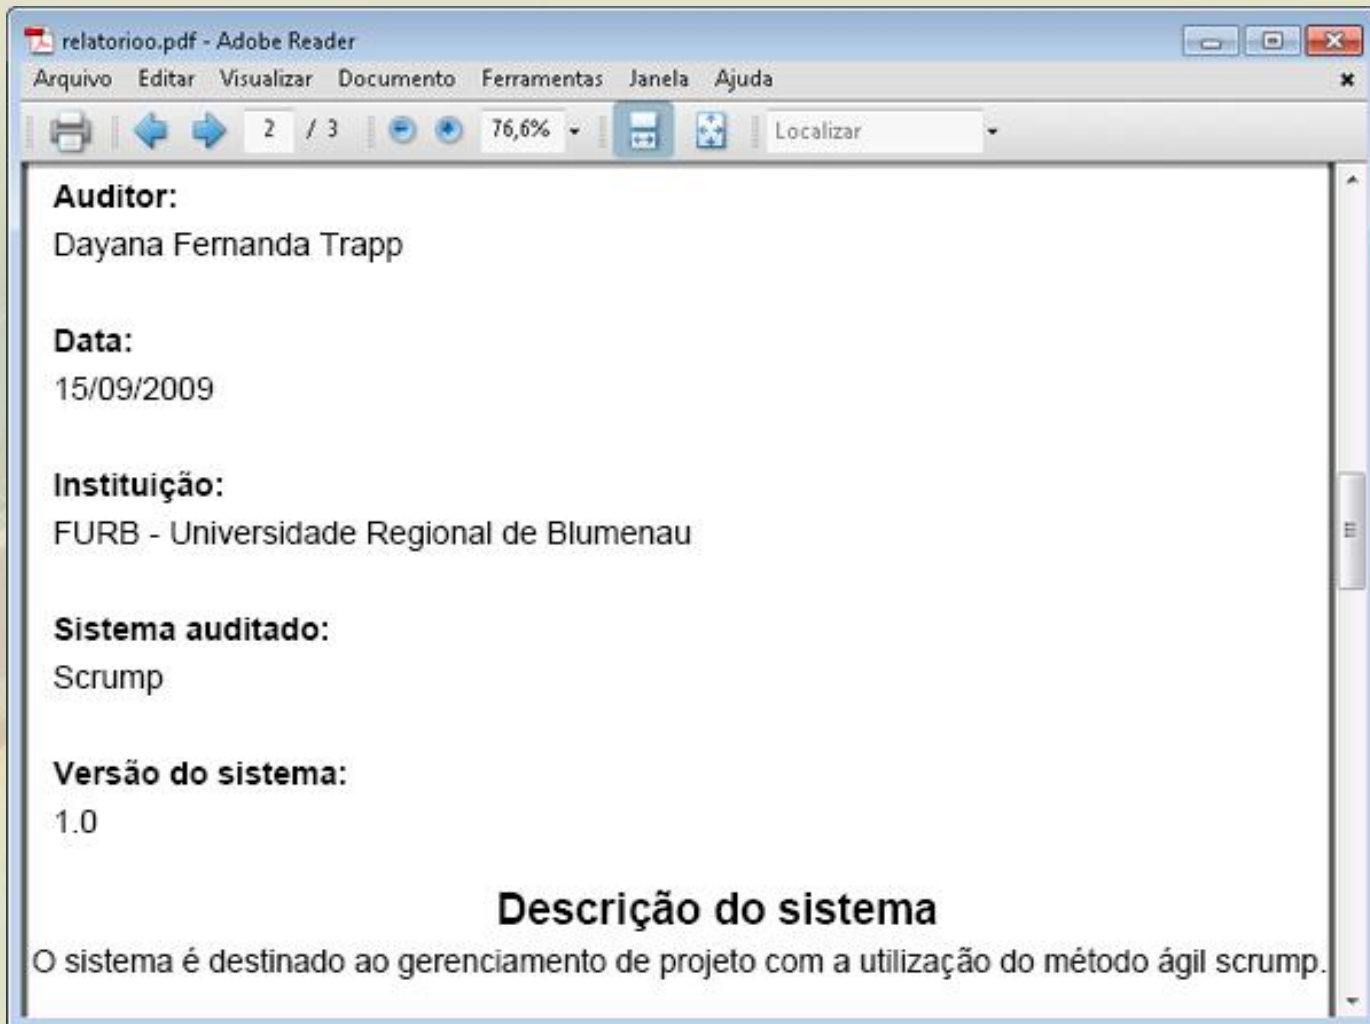 relatorioo.pdf - Adobe Reader
Arquivo Editar Visualizar Documento Ferramentas Janela Ajuda
2 / 3 76,6% Localizar
Auditor:
Dayana Fernanda Trapp
Data:
15/09/2009
Instituição:
FURB - Universidade Regional de Blumenau
Sistema auditado:
Scrump
Versão do sistema:
1.0
Descrição do sistema
O sistema é destinado ao gerenciamento de projeto com a utilização do método ágil scrump.